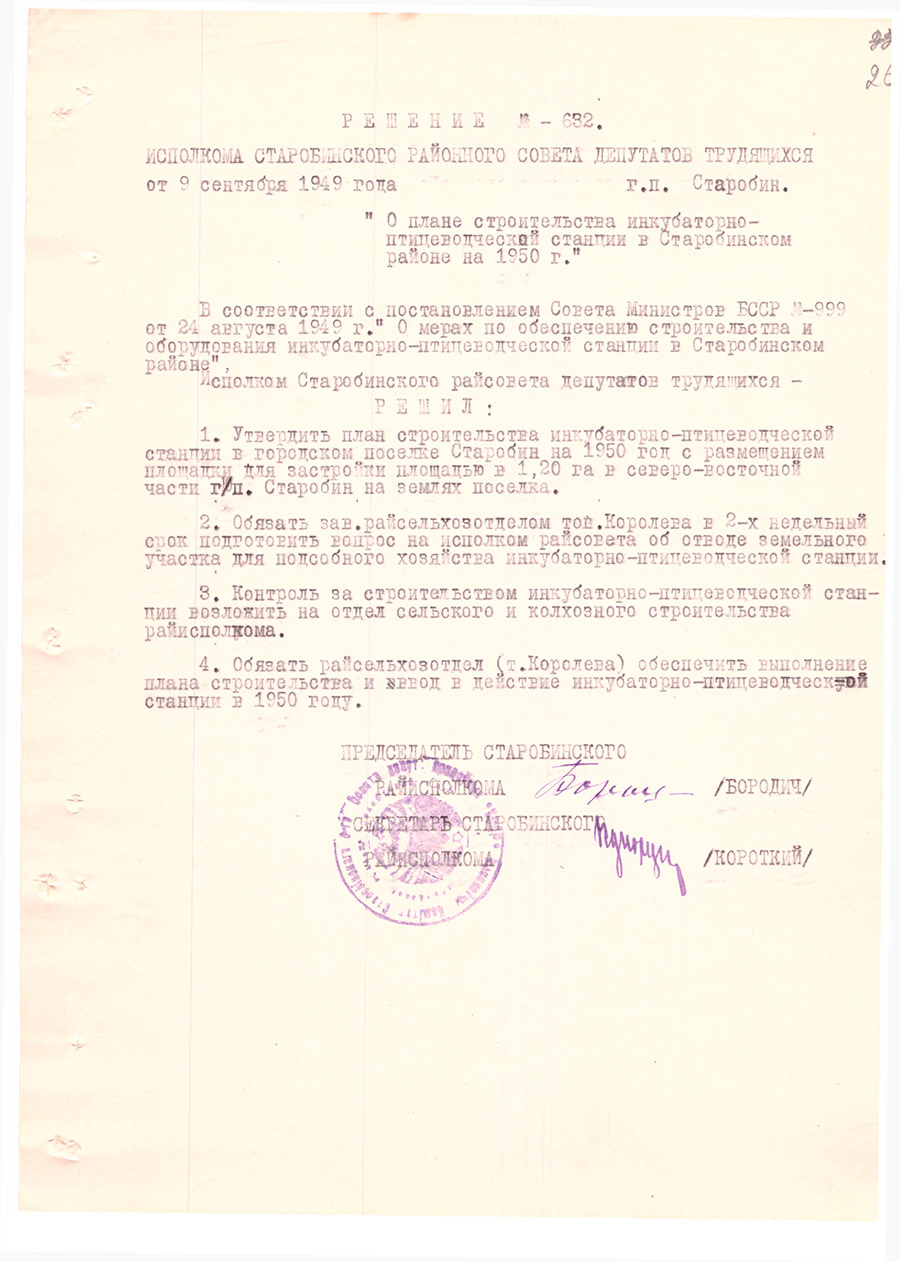 26
РЕШЕНИЕ № - 632.
ИСПОЛКОМА СТАРОБИНСКОГО РАЙОННОГО СОВЕТА ДЕПУТАТОВ ТРУДЯЩИХСЯ
от 9 сентября 1949 года г.п. Старобин.
" О плане строительства инкубаторно-
птицеводческой станции в Старобинском
районе на 1950 г."
В соответствии с постановлением Совета Министров БССР №-999
от 24 августа 1949 г." О мерах по обеспечению строительства и
оборудования инкубаторно-птицеводческой станции в Старобинском
районе",
Исполком Старобинского райсовета депутатов трудящихся -
РЕШИЛ:
1. Утвердить план строительства инкубаторно-птицеводческой
станции в городском поселке Старобин на 1950 год с размещением
площадки для застройки площадью в 1,20 га в северо-восточной
части г/п. Старобин на землях поселка.
2. Обязать зав.райсельхозотделом тов.Королева в 2-х недельный
срок подготовить вопрос на исполком райсовета об отводе земельного
участка для подсобного хозяйства инкубаторно-птицеводческой станции.
3. Контроль за строительством инкубаторно-птицеводческой стан-
ции возложить на отдел сельского и колхозного строительства
райисполкома.
4. Обязать райсельхозотдел (т.Королева) обеспечить выполнение
плана строительства и ввод в действие инкубаторно-птицеводческой
станции в 1950 году.
ПРЕДСЕДАТЕЛЬ СТАРОБИНСКОГО
РАЙИСПОЛКОМА /БОРОДИЧ/
СЕКРЕТАРЬ СТАРОБИНСКОГО
РАЙИСПОЛКОМА /КОРОТКИЙ/